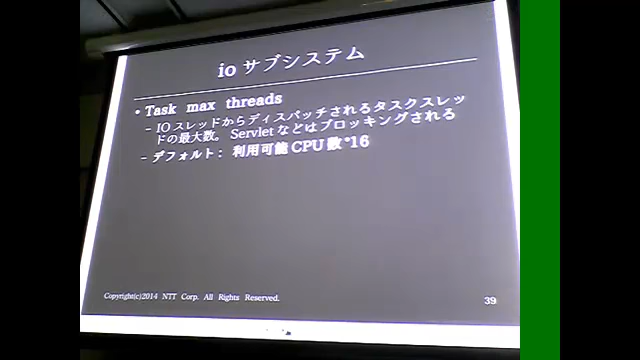 io サブシステム
• Task max threads
– IO スレッドからディスパッチされるタスクスレッ
ドの最大数。 Servlet などはブロッキングされる
– デフォルト： 利用可能 CPU 数*16
Copyright(c)2014 NTT Corp. All Rights Reserved.
39